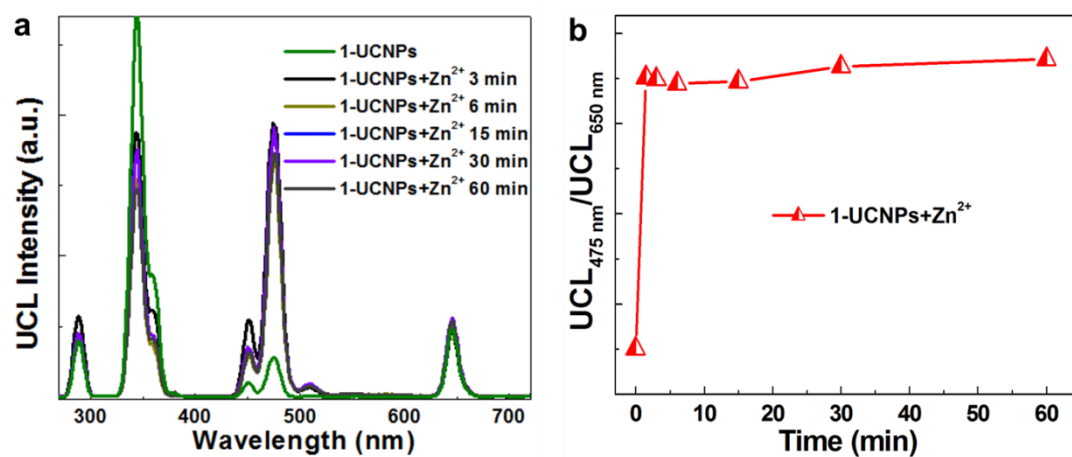 a
UCL Intensity (a.u.)
1-UCNPs
1-UCNPs+Zn²⁺ 3 min
1-UCNPs+Zn²⁺ 6 min
1-UCNPs+Zn²⁺ 15 min
1-UCNPs+Zn²⁺ 30 min
1-UCNPs+Zn²⁺ 60 min
300 400 500 600 700
Wavelength (nm)
b
UCL475 nm/UCL650 nm
1-UCNPs+Zn²⁺
0 10 20 30 40 50 60
Time (min)